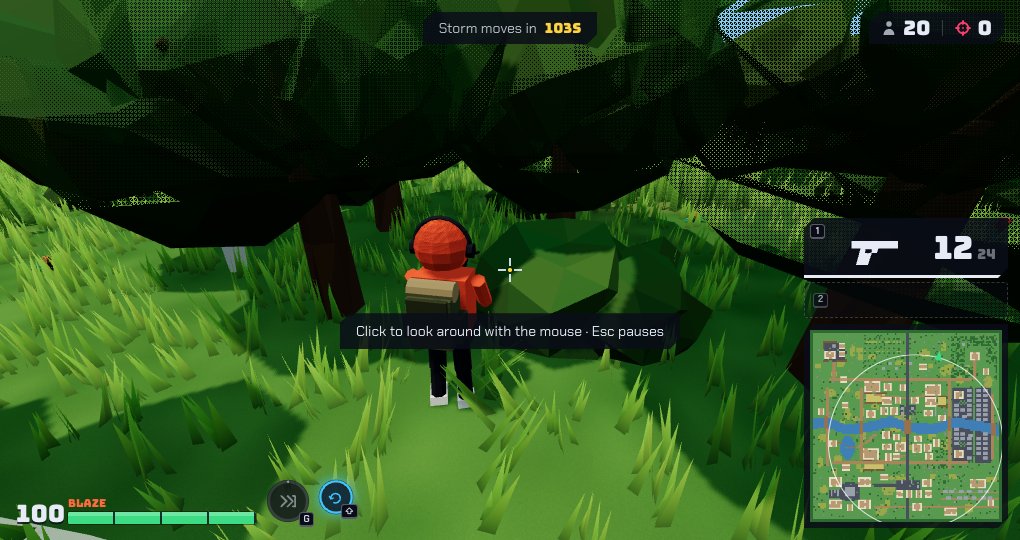 Storm moves in 103S
20
0
1
12 24
2
Click to look around with the mouse · Esc pauses
BLAZE
100
G